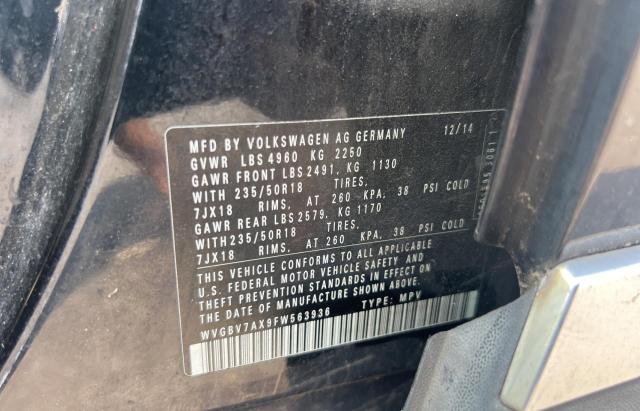 MFD BY VOLKSWAGEN AG GERMANY 12/14
GVWR LBS 4960 KG 2250
GAWR FRONT LBS 2491, KG 1130
WITH 235/50R18 TIRES.
7JX18 RIMS, AT 260 KPA, 38 PSI COLD
GAWR REAR LBS 2579, KG 1170
WITH 235/50R18 TIRES.
7JX18 RIMS, AT 260 KPA, 38 PSI COLD
THIS VEHICLE CONFORMS TO ALL APPLICABLE
U.S. FEDERAL MOTOR VEHICLE SAFETY AND
THEFT PREVENTION STANDARDS IN EFFECT ON
THE DATE OF MANUFACTURE SHOWN ABOVE.
WVGBV7AX9FW563936 TYPE: MPV